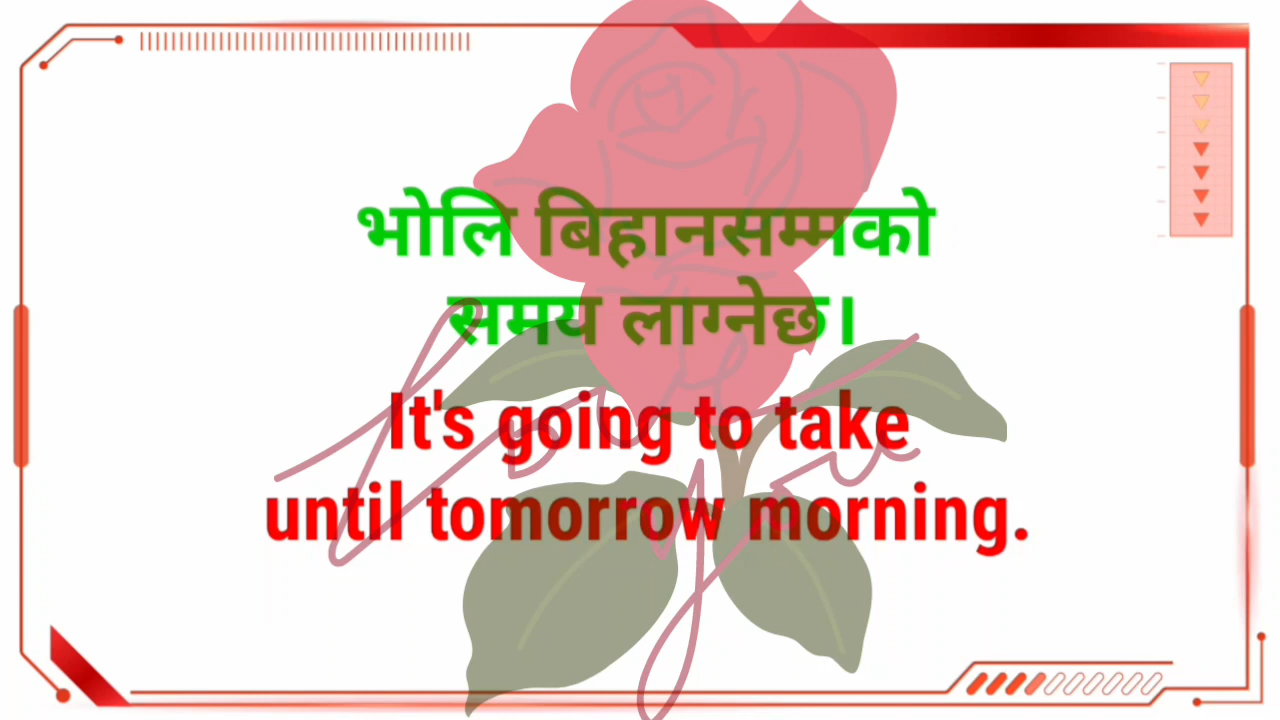 भोलि बिहानसम्मको
समय लाग्नेछ।
It's going to take
until tomorrow morning.